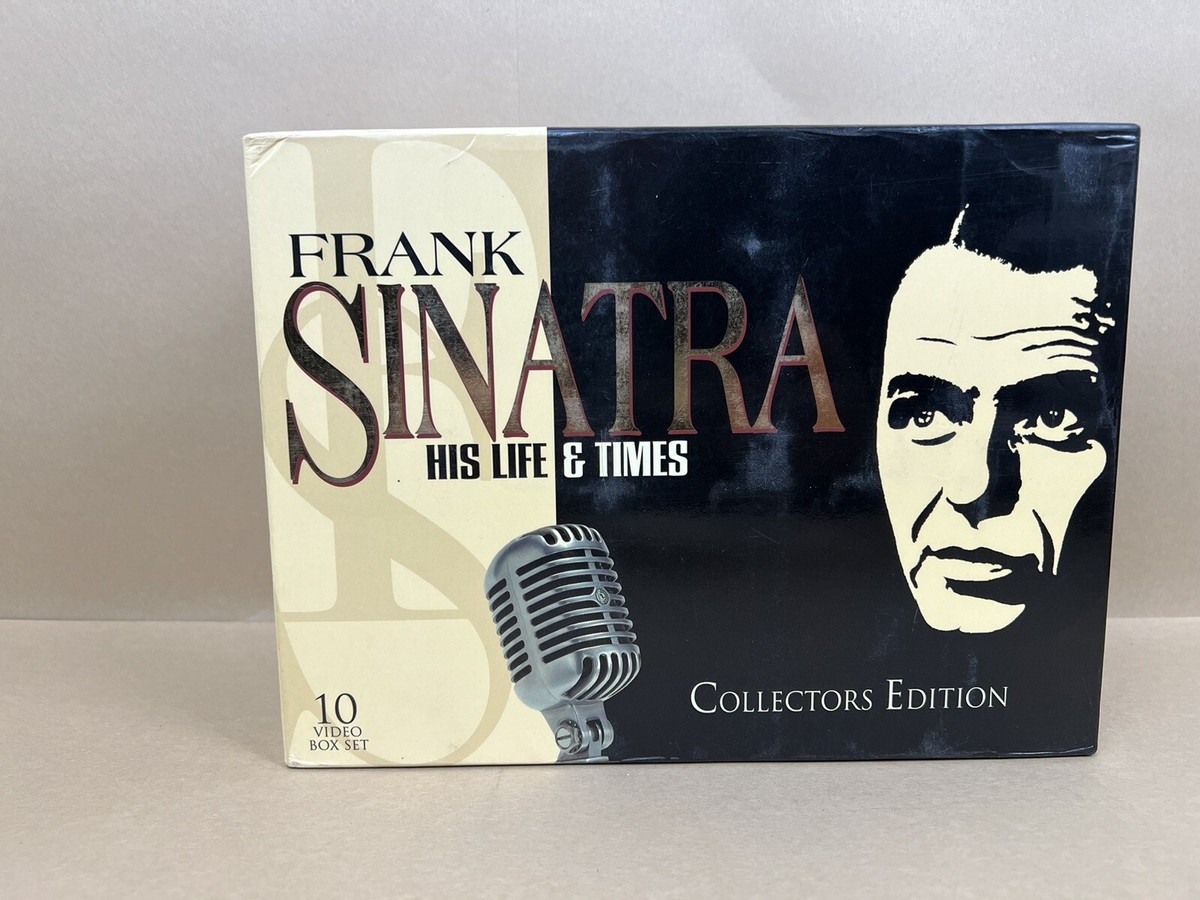 FRANK
SINATRA
HIS LIFE & TIMES
COLLECTORS EDITION
10
VIDEO
BOX SET